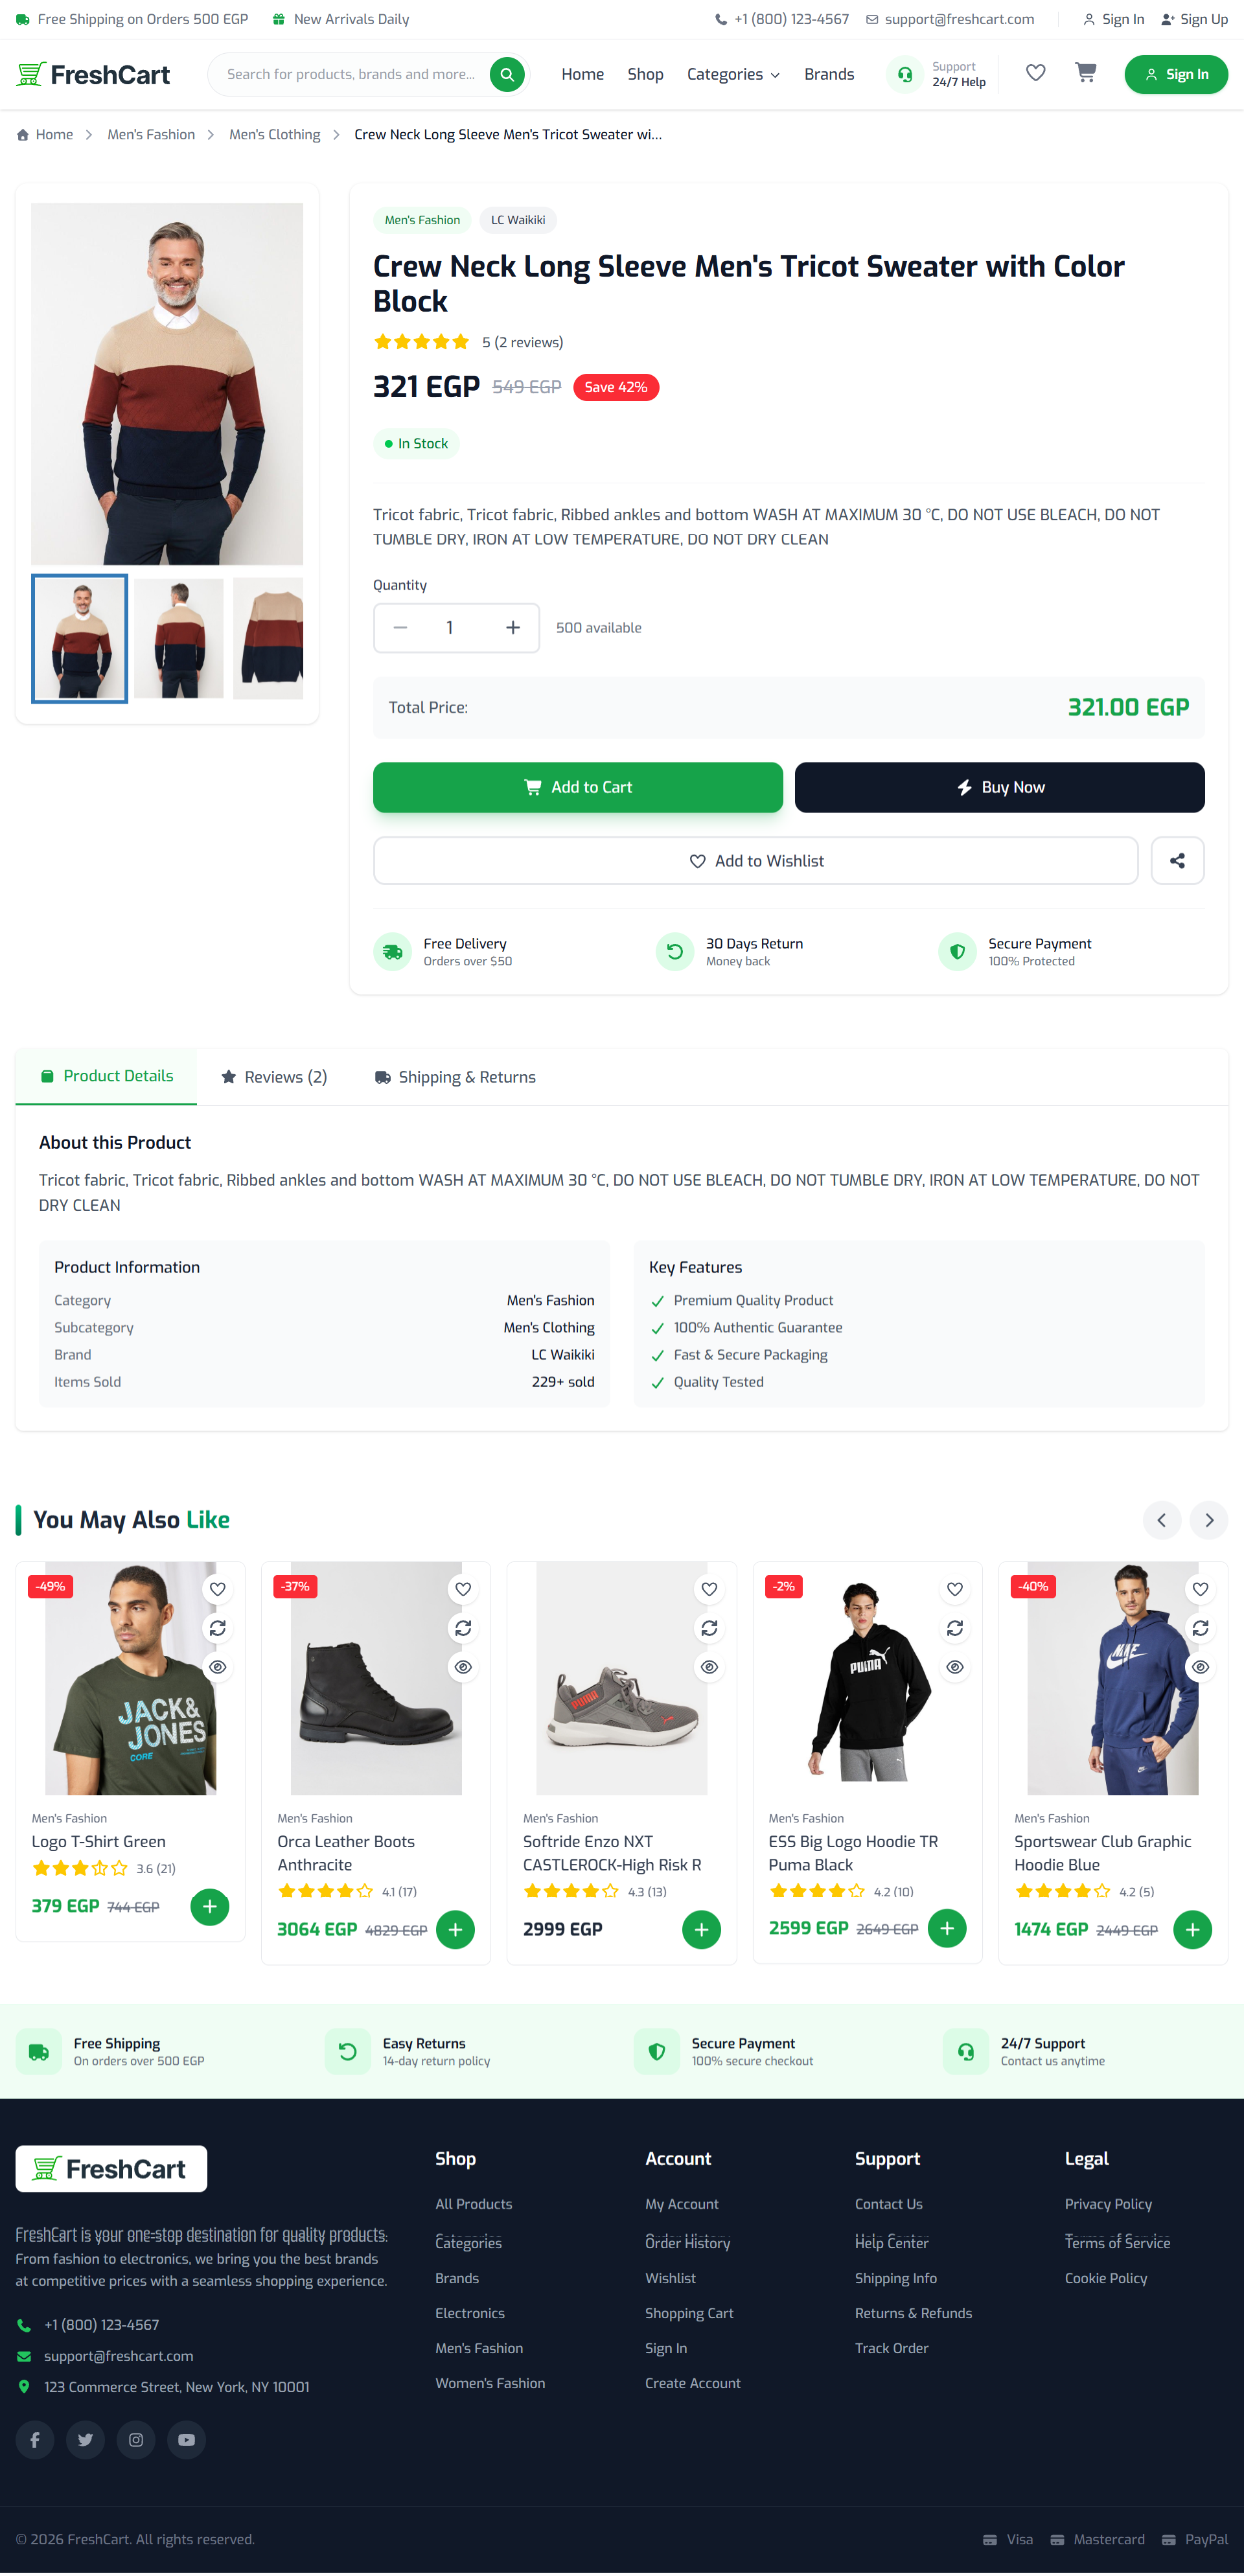 Free Shipping on Orders 500 EGP New Arrivals Daily +1 (800) 123-4567 support@freshcart.com Sign In Sign Up
FreshCart Search for products, brands and more... Home Shop Categories Brands Support 24/7 Help Sign In
Home Men's Fashion Men's Clothing Crew Neck Long Sleeve Men's Tricot Sweater wi...
Men's Fashion LC Waikiki
Crew Neck Long Sleeve Men's Tricot Sweater with Color
Block
5 (2 reviews)
321 EGP 549 EGP Save 42%
In Stock
Tricot fabric, Tricot fabric, Ribbed ankles and bottom WASH AT MAXIMUM 30 °C, DO NOT USE BLEACH, DO NOT
TUMBLE DRY, IRON AT LOW TEMPERATURE, DO NOT DRY CLEAN
Quantity
1 500 available
Total Price: 321.00 EGP
Add to Cart Buy Now
Add to Wishlist
Free Delivery 30 Days Return Secure Payment
Orders over $50 Money back 100% Protected
Product Details Reviews (2) Shipping & Returns
About this Product
Tricot fabric, Tricot fabric, Ribbed ankles and bottom WASH AT MAXIMUM 30 °C, DO NOT USE BLEACH, DO NOT TUMBLE DRY, IRON AT LOW TEMPERATURE, DO NOT
DRY CLEAN
Product Information
Category Men's Fashion
Subcategory Men's Clothing
Brand LC Waikiki
Items Sold 229+ sold
Key Features
Premium Quality Product
100% Authentic Guarantee
Fast & Secure Packaging
Quality Tested
You May Also Like
-49%
JACK&
JONES
CORE
Men's Fashion
Logo T-Shirt Green
3.6 (21)
379 EGP 744 EGP
-37%
Men's Fashion
Orca Leather Boots
Anthracite
4.1 (17)
3064 EGP 4829 EGP
PUMA
Men's Fashion
Softride Enzo NXT
CASTLEROCK-High Risk R
4.3 (13)
2999 EGP
-2%
PUMA
Men's Fashion
ESS Big Logo Hoodie TR
Puma Black
4.2 (10)
2599 EGP 2649 EGP
-40%
NIKE
Men's Fashion
Sportswear Club Graphic
Hoodie Blue
4.2 (5)
1474 EGP 2449 EGP
Free Shipping Easy Returns Secure Payment 24/7 Support
On orders over 500 EGP 14-day return policy 100% secure checkout Contact us anytime
FreshCart
FreshCart is your one-stop destination for quality products.
From fashion to electronics, we bring you the best brands
at competitive prices with a seamless shopping experience.
+1 (800) 123-4567
support@freshcart.com
123 Commerce Street, New York, NY 10001
Shop
All Products
Categories
Brands
Electronics
Men's Fashion
Women's Fashion
Account
My Account
Order History
Wishlist
Shopping Cart
Sign In
Create Account
Support
Contact Us
Help Center
Shipping Info
Returns & Refunds
Track Order
Legal
Privacy Policy
Terms of Service
Cookie Policy
© 2026 FreshCart. All rights reserved. Visa Mastercard PayPal